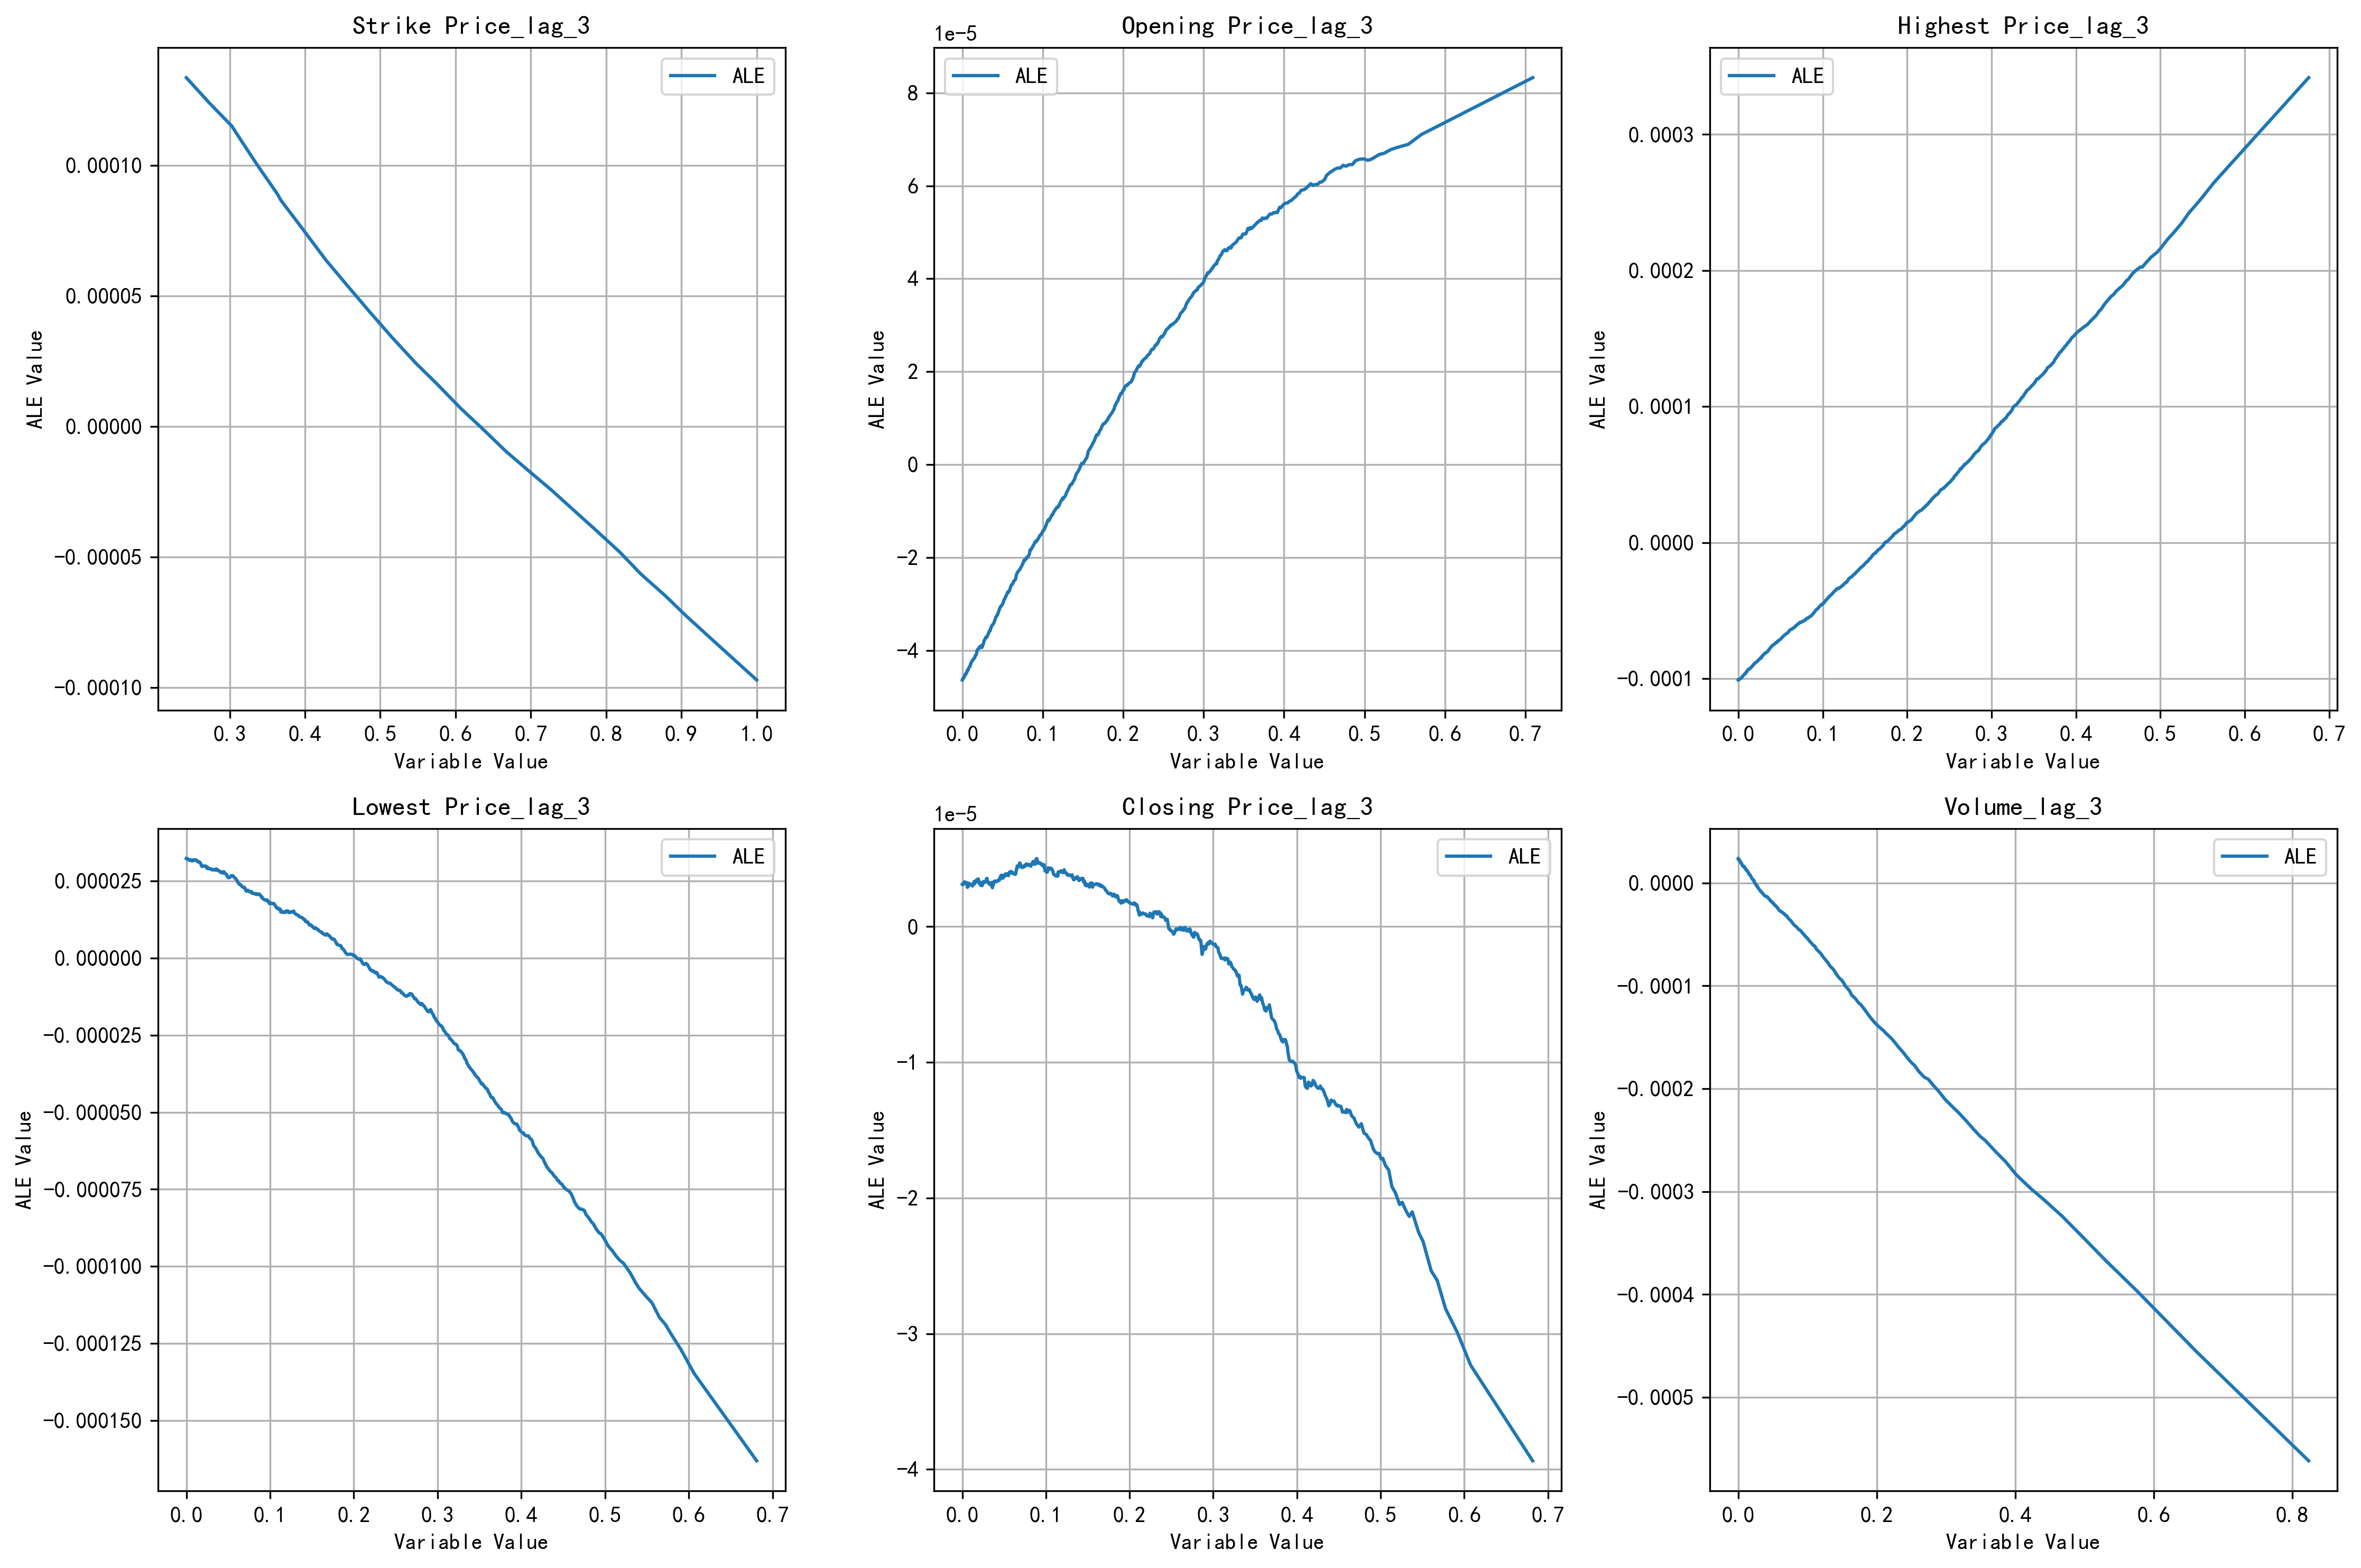 Strike Price_lag_3
ALE
0.00010
0.00005
0.00000
−0.00005
−0.00010
ALE Value
0.3 0.4 0.5 0.6 0.7 0.8 0.9 1.0
Variable Value
Opening Price_lag_3
1e−5
ALE
8
6
4
2
0
−2
−4
ALE Value
0.0 0.1 0.2 0.3 0.4 0.5 0.6 0.7
Variable Value
Highest Price_lag_3
ALE
0.0003
0.0002
0.0001
0.0000
−0.0001
ALE Value
0.0 0.1 0.2 0.3 0.4 0.5 0.6 0.7
Variable Value
Lowest Price_lag_3
ALE
0.000025
0.000000
−0.000025
−0.000050
−0.000075
−0.000100
−0.000125
−0.000150
ALE Value
0.0 0.1 0.2 0.3 0.4 0.5 0.6 0.7
Variable Value
Closing Price_lag_3
1e−5
ALE
0
−1
−2
−3
−4
ALE Value
0.0 0.1 0.2 0.3 0.4 0.5 0.6 0.7
Variable Value
Volume_lag_3
ALE
0.0000
−0.0001
−0.0002
−0.0003
−0.0004
−0.0005
ALE Value
0.0 0.2 0.4 0.6 0.8
Variable Value